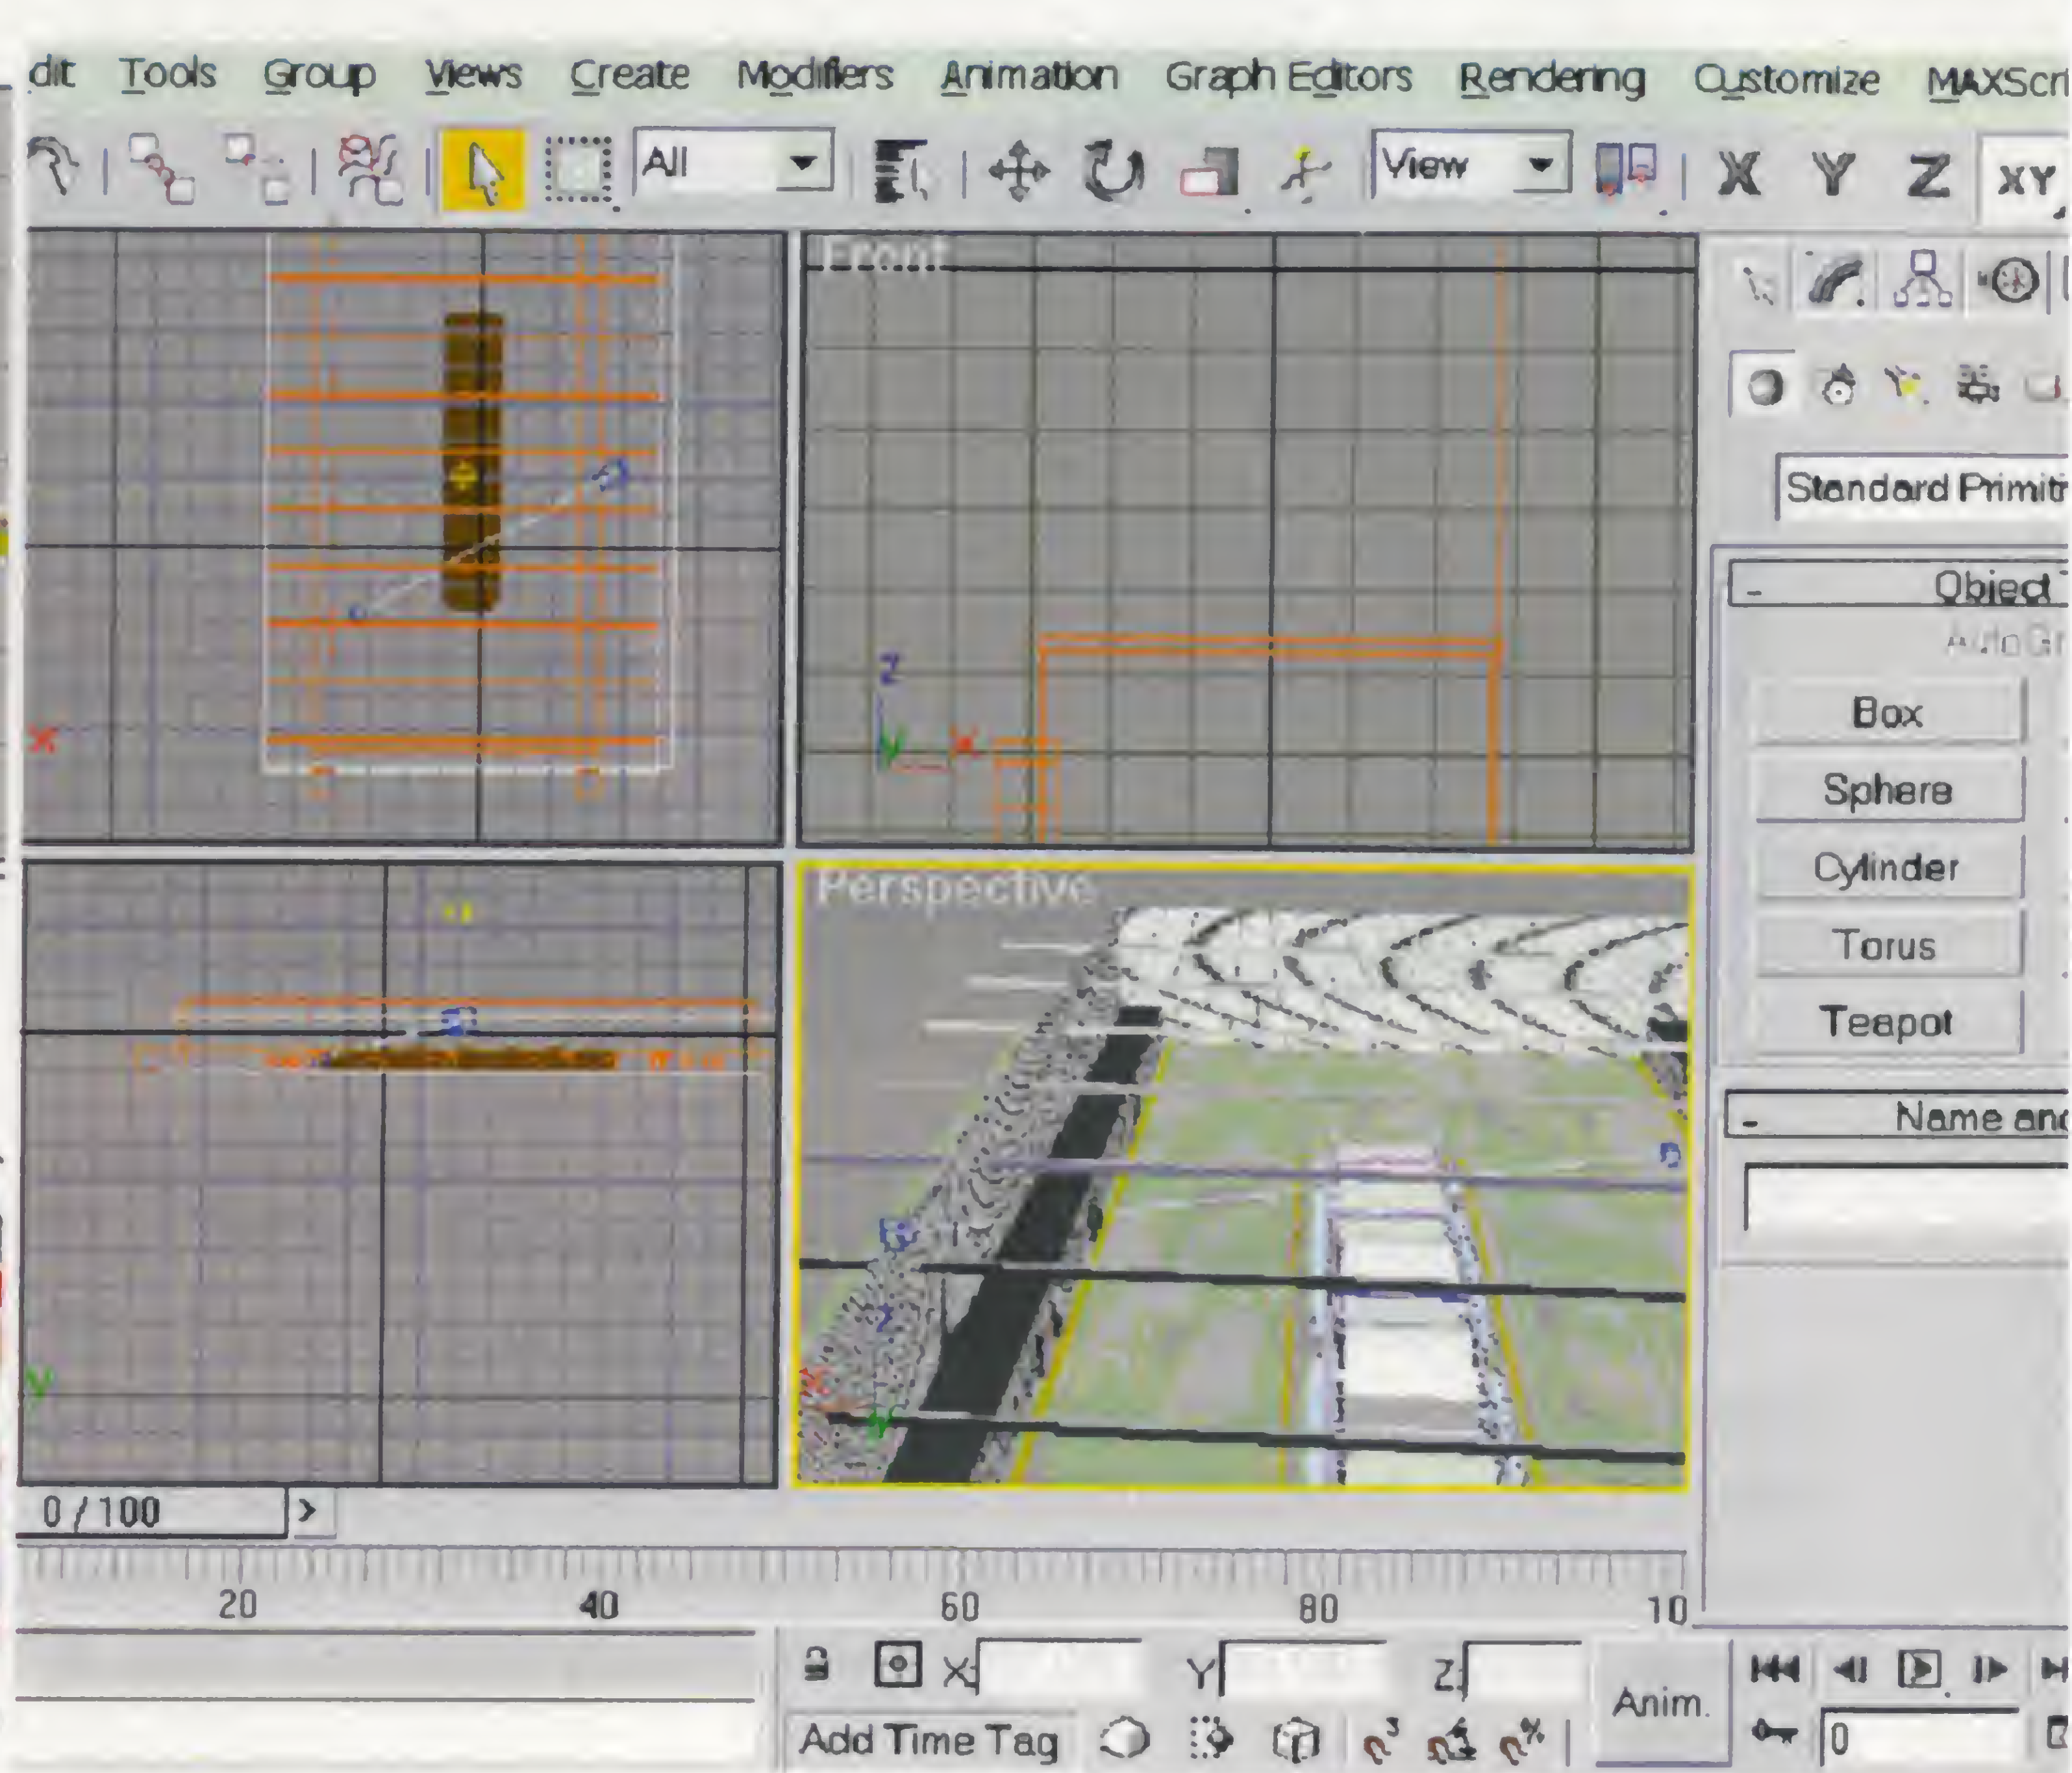 dit Tools Group Views Create Modifiers Animation Graph Editors Rendering Customize MAXScri
All View X Y Z XY
Front
Standard Primiti
- Object
AutoGr
Z
Y X
X
Box
Sphere
Cylinder
Torus
Teapot
Perspective
- Name and
Z
X
Y
Y
0 / 100 >
20 40 60 80 10
X: Y: Z:
Anim.
Add Time Tag 3 % 0